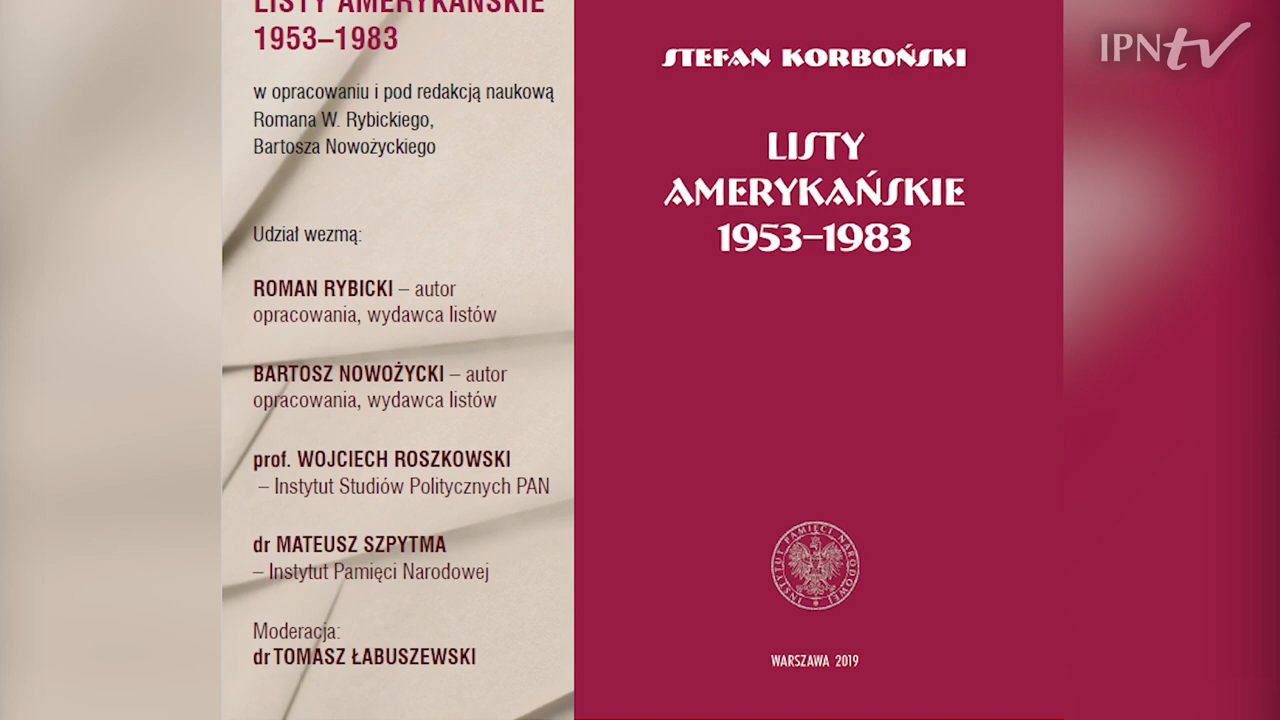 LISTY AMERYKAŃSKIE
1953–1983
w opracowaniu i pod redakcją naukową
Romana W. Rybickiego,
Bartosza Nowożyckiego
Udział wezmą:
ROMAN RYBICKI – autor
opracowania, wydawca listów
BARTOSZ NOWOŻYCKI – autor
opracowania, wydawca listów
prof. WOJCIECH ROSZKOWSKI
– Instytut Studiów Politycznych PAN
dr MATEUSZ SZPYTMA
– Instytut Pamięci Narodowej
Moderacja:
dr TOMASZ ŁABUSZEWSKI
STEFAN KORBOŃSKI
LISTY
AMERYKAŃSKIE
1953–1983
INSTYTUT PAMIĘCI NARODOWEJ
WARSZAWA 2019
IPNtv